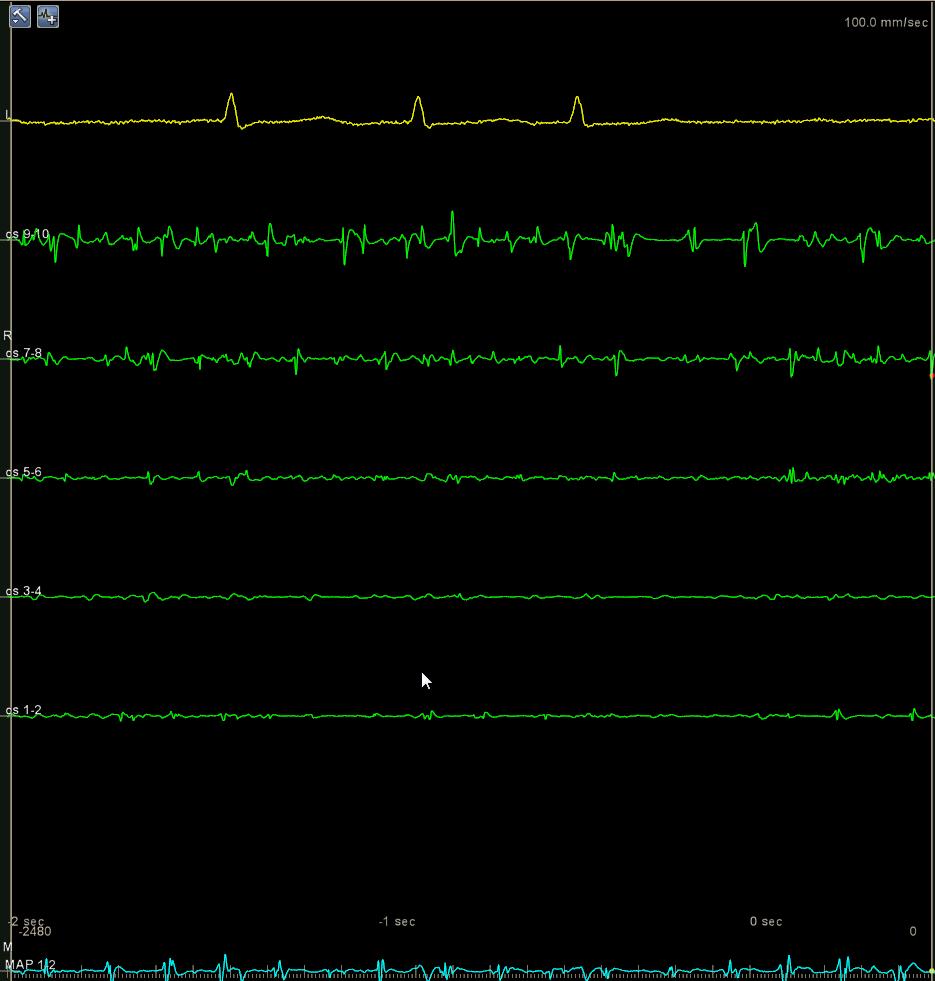 100.0 mm/sec
cs 9-10
R
cs 7-8
cs 5-6
cs 3-4
cs 1-2
-2 sec
-1 sec
0 sec
-2480
0
M
MAP 1-2